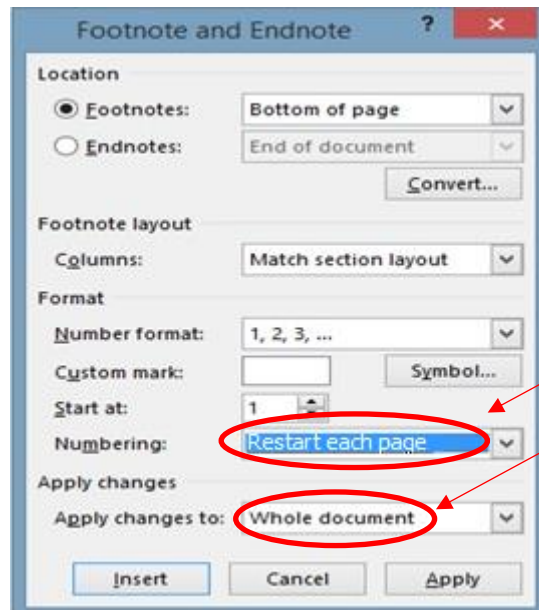 Footnote and Endnote ?
Location
Footnotes: Bottom of page
Endnotes: End of document
Convert...
Footnote layout
Columns: Match section layout
Format
Number format: 1, 2, 3, ...
Custom mark: Symbol...
Start at: 1
Numbering: Restart each page
Apply changes
Apply changes to: Whole document
Insert Cancel Apply